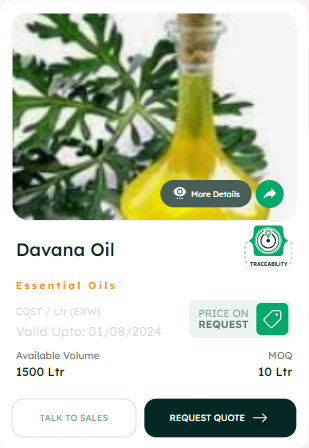 More Details
Davana Oil
TRACEABILITY
Essential Oils
COST / Ltr (EXW)
Valid Upto: 01/08/2024
PRICE ON
REQUEST
Available Volume
MOQ
1500 Ltr
10 Ltr
TALK TO SALES
REQUEST QUOTE